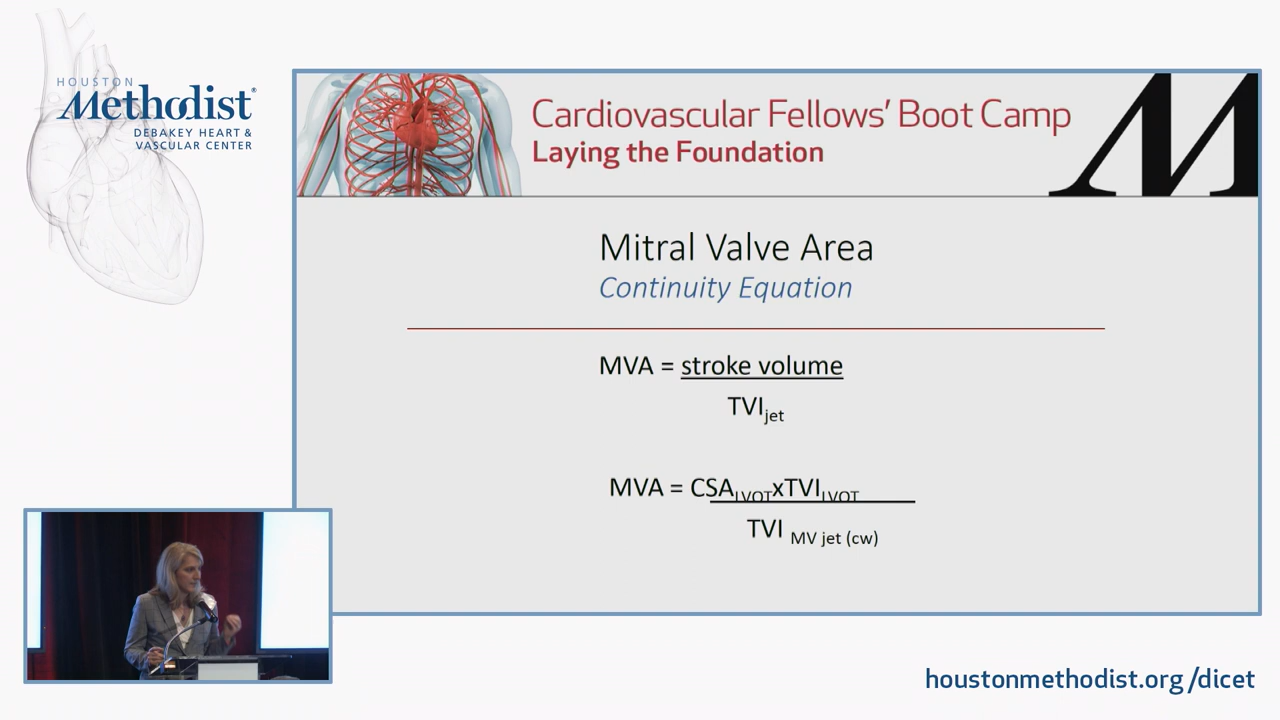 HOUSTON
Methodist®
DEBAKEY HEART &
VASCULAR CENTER
Cardiovascular Fellows' Boot Camp
Laying the Foundation
M
Mitral Valve Area
Continuity Equation
MVA = stroke volume
TVIjet
MVA = CSALVOTxTVILVOT
TVI MV jet (cw)
houstonmethodist.org/dicet